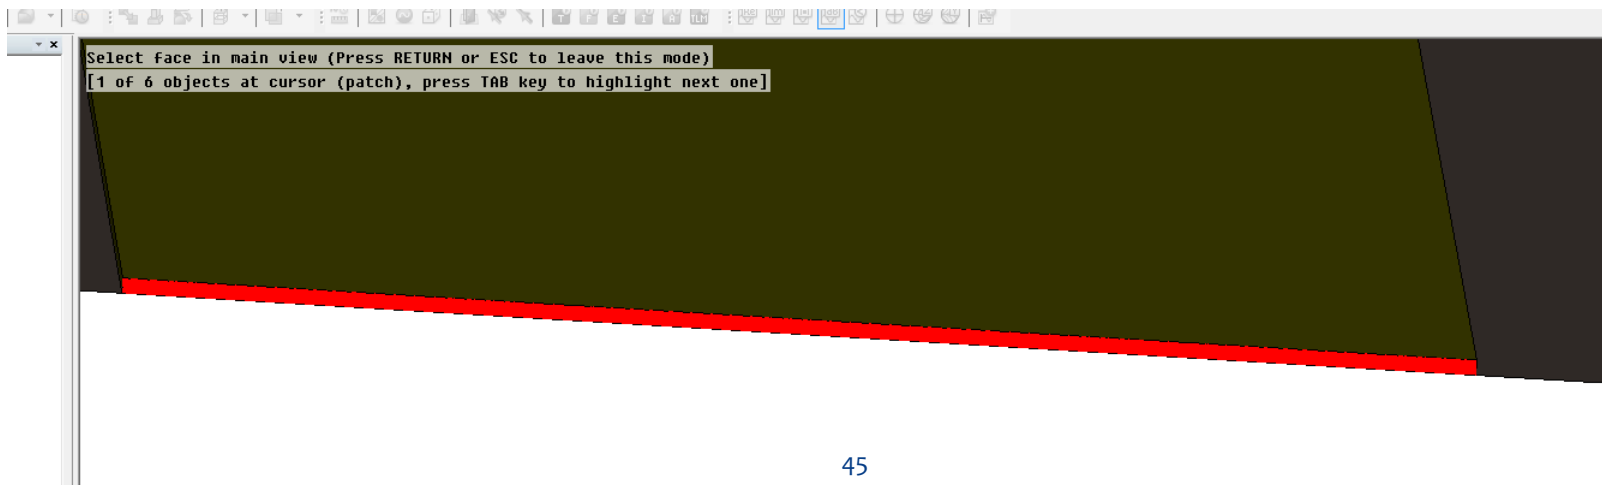 T F E I A TLM
Select face in main view (Press RETURN or ESC to leave this mode)
[1 of 6 objects at cursor (patch), press TAB key to highlight next one]
45